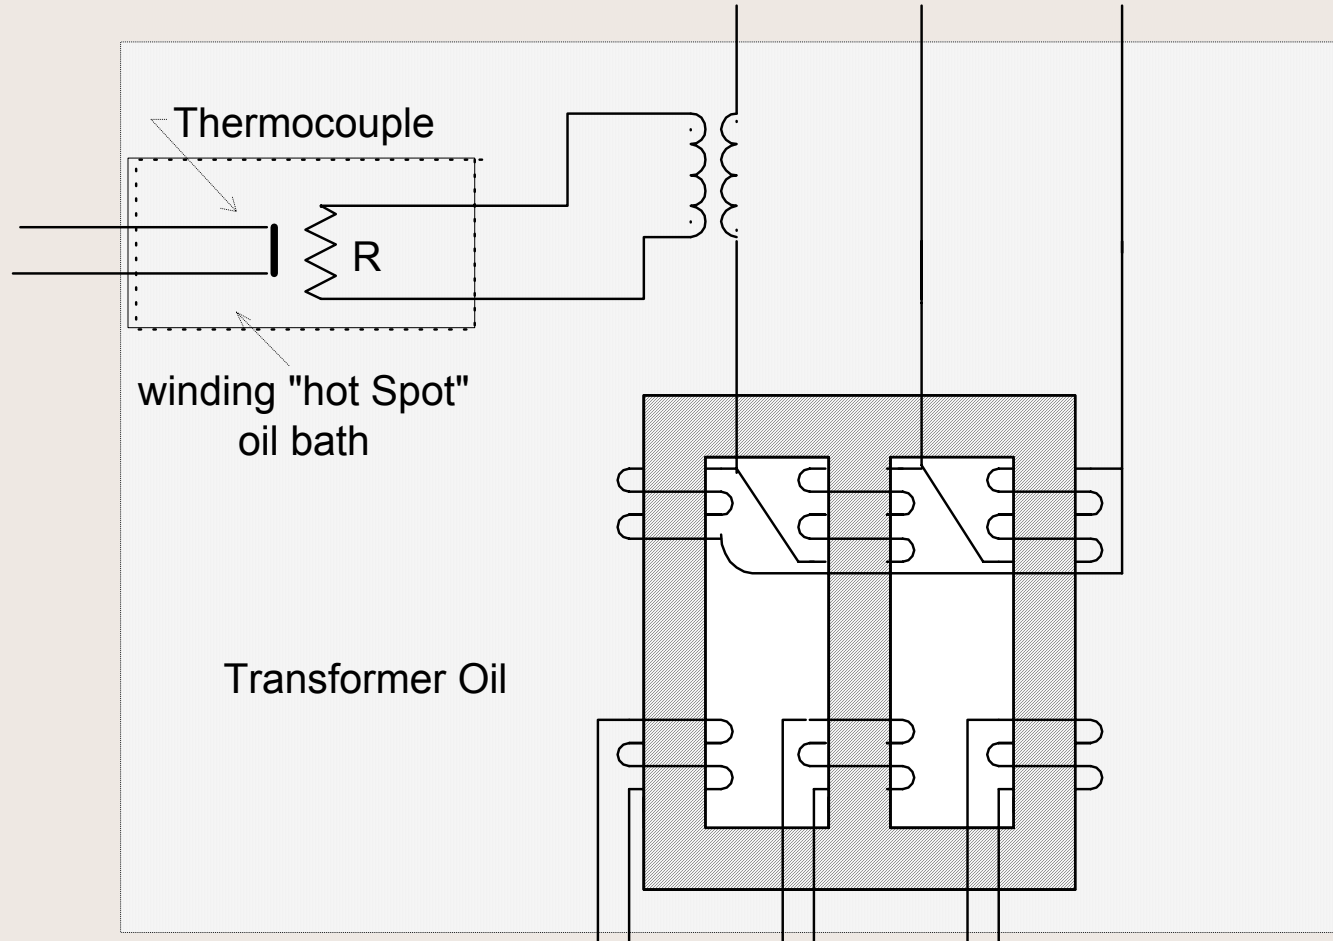 Thermocouple
R
winding "hot Spot"
oil bath
Transformer Oil